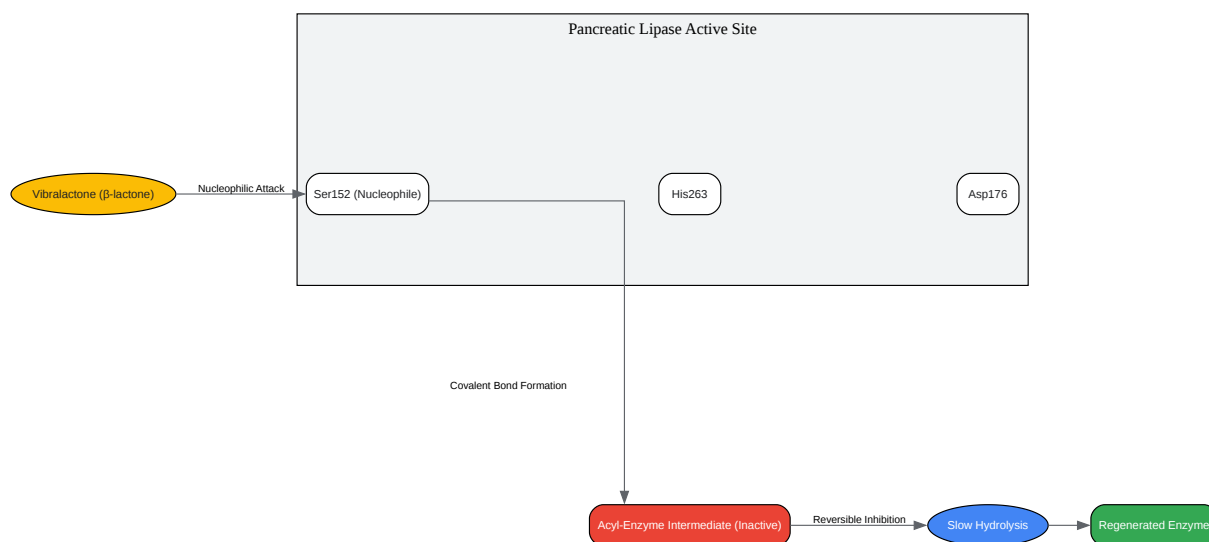 Pancreatic Lipase Active Site
Vibralactone (β-lactone)
Nucleophilic Attack
Ser152 (Nucleophile)
His263
Asp176
Covalent Bond Formation
Acyl-Enzyme Intermediate (Inactive)
Reversible Inhibition
Slow Hydrolysis
Regenerated Enzyme